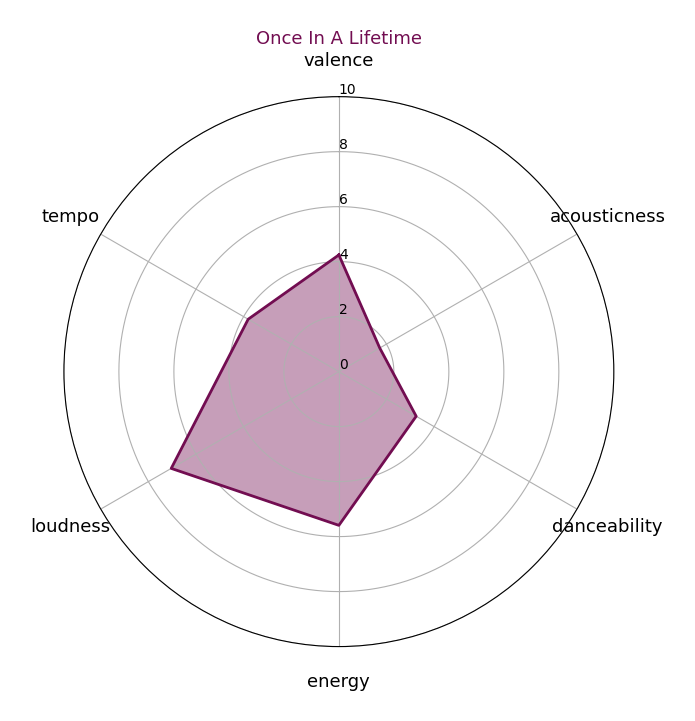 Once In A Lifetime
valence
10
8
tempo
6
acousticness
4
2
0
loudness
danceability
energy